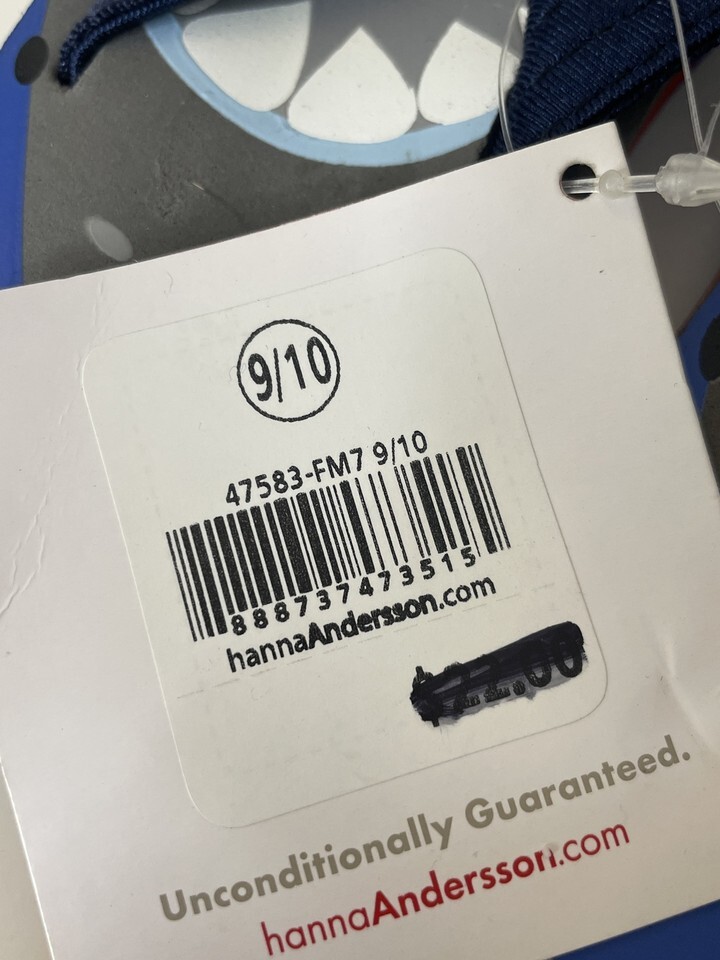 9/10
47583-FM7 9/10
888737473515
hannaAndersson.com
Unconditionally Guaranteed.
hannaAndersson.com